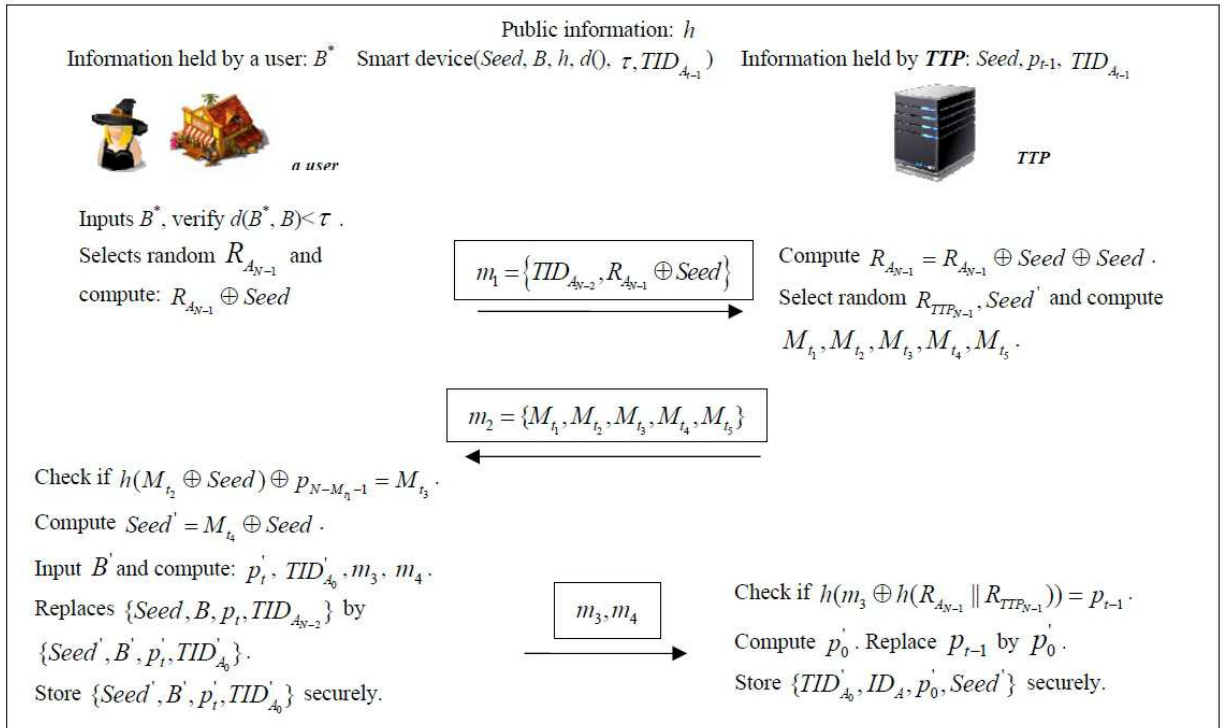 Public information: h
Information held by a user: B*
Smart device(Seed, B, h, d(), τ, TID_{A_{t-1}})
Information held by TTP: Seed, p_{t-1}, TID_{A_{t-1}}
a user
TTP
Inputs B*, verify d(B*, B)<τ .
Selects random R_{A_{N-1}} and
compute: R_{A_{N-1}} ⊕ Seed
m_1 = {TID_{A_{N-2}}, R_{A_{N-1}} ⊕ Seed}
Compute R_{A_{N-1}} = R_{A_{N-1}} ⊕ Seed ⊕ Seed .
Select random R_{TTP_{N-1}}, Seed' and compute
M_{t_1}, M_{t_2}, M_{t_3}, M_{t_4}, M_{t_5} .
m_2 = {M_{t_1}, M_{t_2}, M_{t_3}, M_{t_4}, M_{t_5}}
Check if h(M_{t_2} ⊕ Seed) ⊕ p_{N-M_{t_1}-1} = M_{t_3} .
Compute Seed' = M_{t_4} ⊕ Seed .
Input B' and compute: p'_t, TID'_{A_0}, m_3, m_4 .
Replaces {Seed, B, p_t, TID_{A_{N-2}}} by
{Seed', B', p'_t, TID'_{A_0}} .
Store {Seed', B', p'_t, TID'_{A_0}} securely.
m_3, m_4
Check if h(m_3 ⊕ h(R_{A_{N-1}} || R_{TTP_{N-1}})) = p_{t-1} .
Compute p'_0 . Replace p_{t-1} by p'_0 .
Store {TID'_{A_0}, ID_A, p'_0, Seed'} securely.